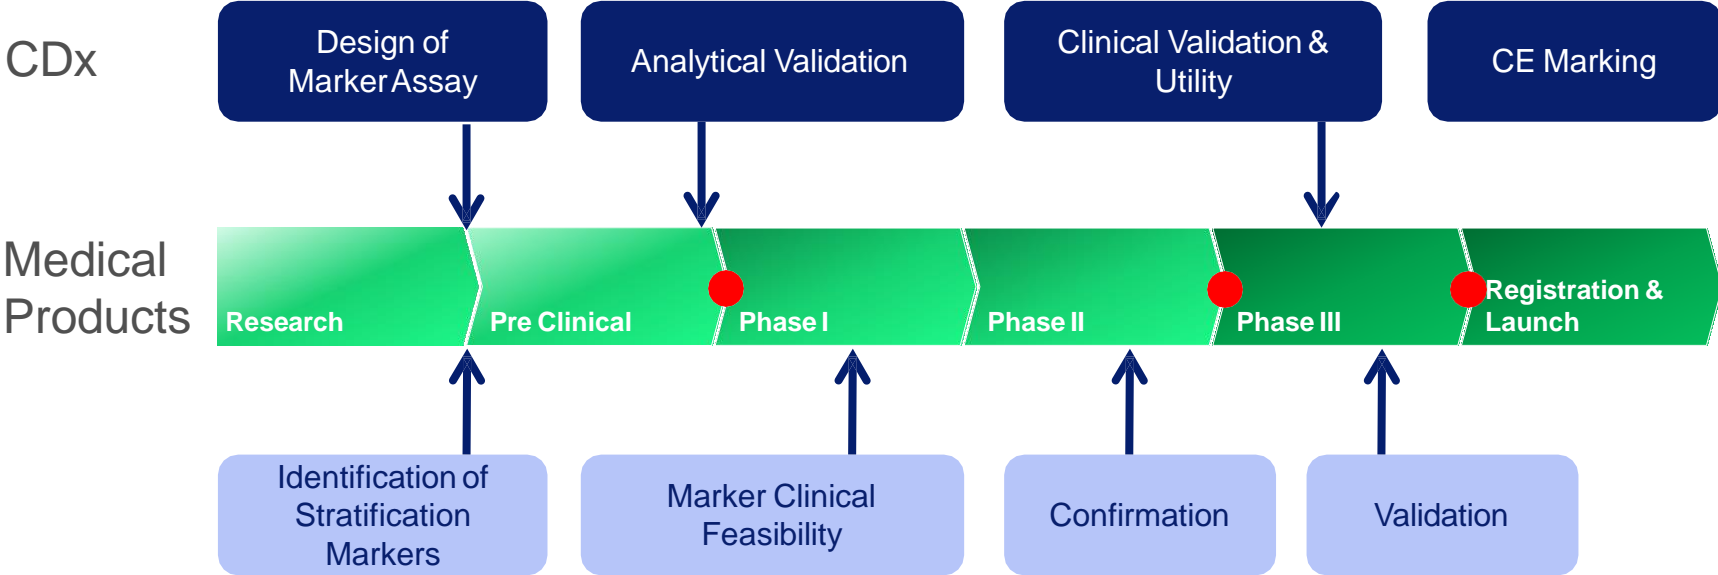 CDx
Design of
Marker Assay
Analytical Validation
Clinical Validation &
Utility
CE Marking
Medical
Products
Research
Pre Clinical
Phase I
Phase II
Phase III
Registration &
Launch
Identification of
Stratification
Markers
Marker Clinical
Feasibility
Confirmation
Validation